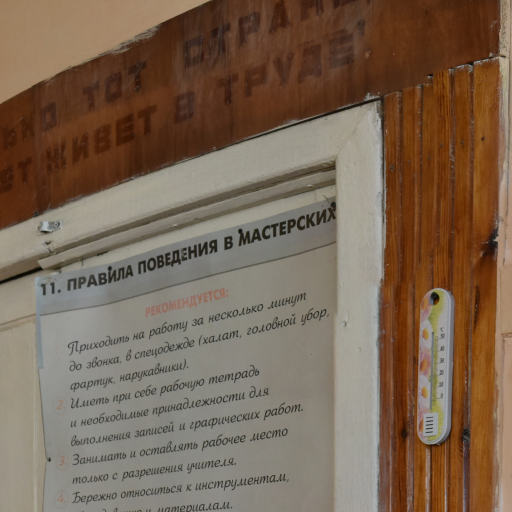 ТОТ СТРАНЕ
ЖИВЕТ В ТРУДЕ!
11. ПРАВИЛА ПОВЕДЕНИЯ В МАСТЕРСКИХ
РЕКОМЕНДУЕТСЯ:
Приходить на работу за несколько минут
до звонка, в спецодежде (халат, головной убор,
фартук, нарукавники).
2. Иметь при себе рабочую тетрадь
и необходимые принадлежности для
выполнения записей и графических работ.
3. Занимать и оставлять рабочее место
только с разрешения учителя.
4. Бережно относиться к инструментам,
и материалам.